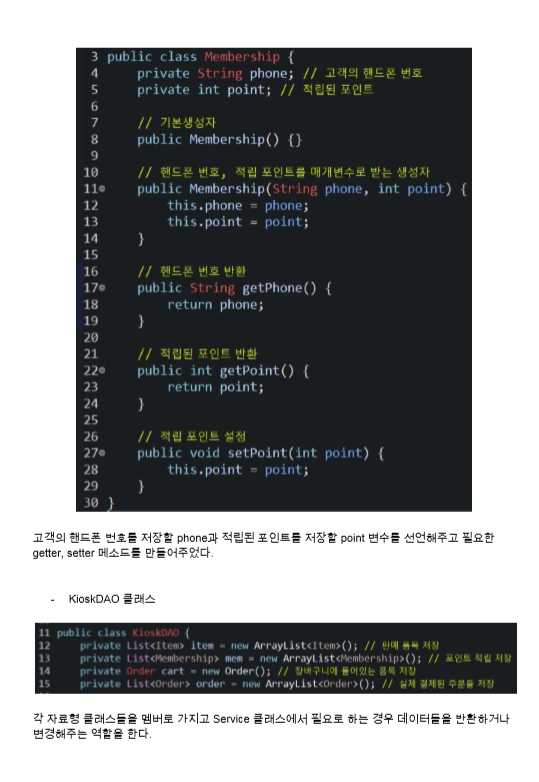 3 public class Membership {
4 private String phone; // 고객의 핸드폰 번호
5 private int point; // 적립된 포인트
6
7 // 기본생성자
8 public Membership() {}
9
10 // 핸드폰 번호, 적립 포인트를 매개변수로 받는 생성자
11 public Membership(String phone, int point) {
12 this.phone = phone;
13 this.point = point;
14 }
15
16 // 핸드폰 번호 반환
17 public String getPhone() {
18 return phone;
19 }
20
21 // 적립된 포인트 반환
22 public int getPoint() {
23 return point;
24 }
25
26 // 적립 포인트 설정
27 public void setPoint(int point) {
28 this.point = point;
29 }
30 }
고객의 핸드폰 번호를 저장할 phone과 적립된 포인트를 저장할 point 변수를 선언해주고 필요한
getter, setter 메소드를 만들어주었다.
- KioskDAO 클래스
11 public class KioskDAO {
12 private List<Item> item = new ArrayList<Item>(); // 판매 품목 저장
13 private List<Membership> mem = new ArrayList<Membership>(); // 포인트 적립 저장
14 private Order cart = new Order(); // 장바구니에 들어있는 품목 저장
15 private List<Order> order = new ArrayList<Order>(); // 실제 결제된 주문들 저장
각 자료형 클래스들을 멤버로 가지고 Service 클래스에서 필요로 하는 경우 데이터들을 반환하거나
변경해주는 역할을 한다.